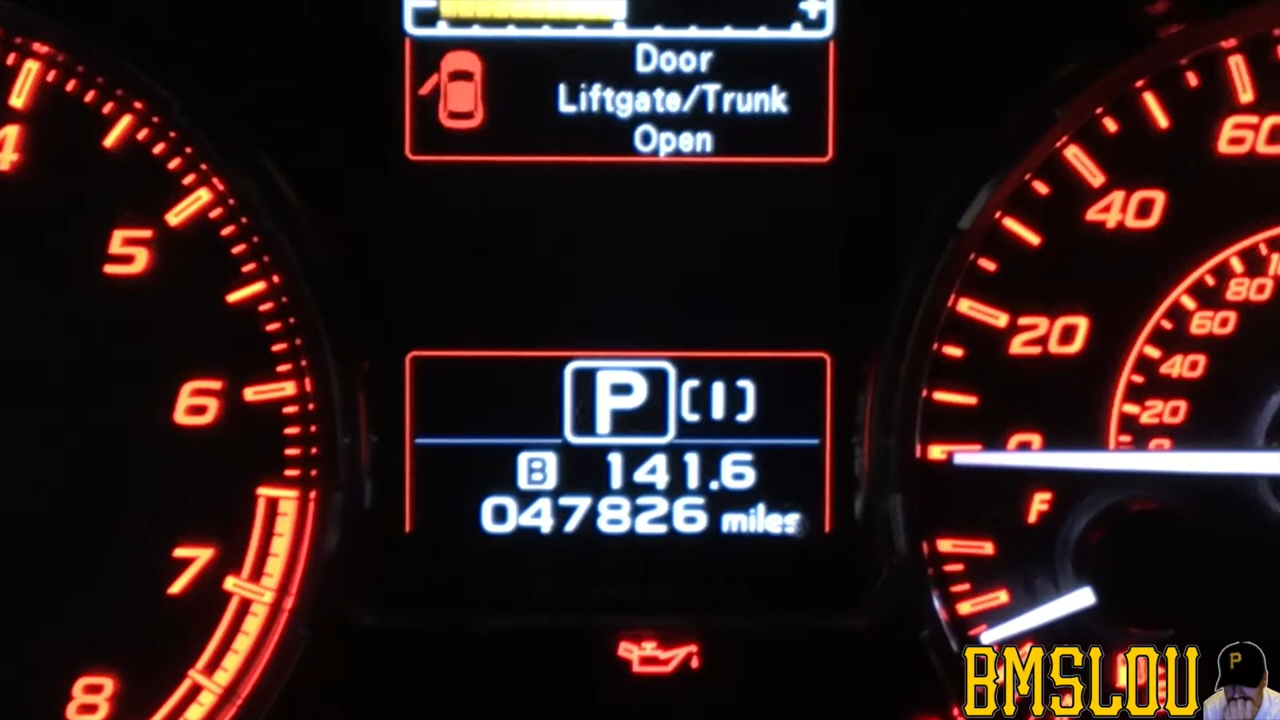 - +
Door
Liftgate/Trunk
Open
4
5
6
7
8
P (I)
B 141.6
047826 miles
60
40
20
0
80
60
40
20
0
F
BMSLOU
P